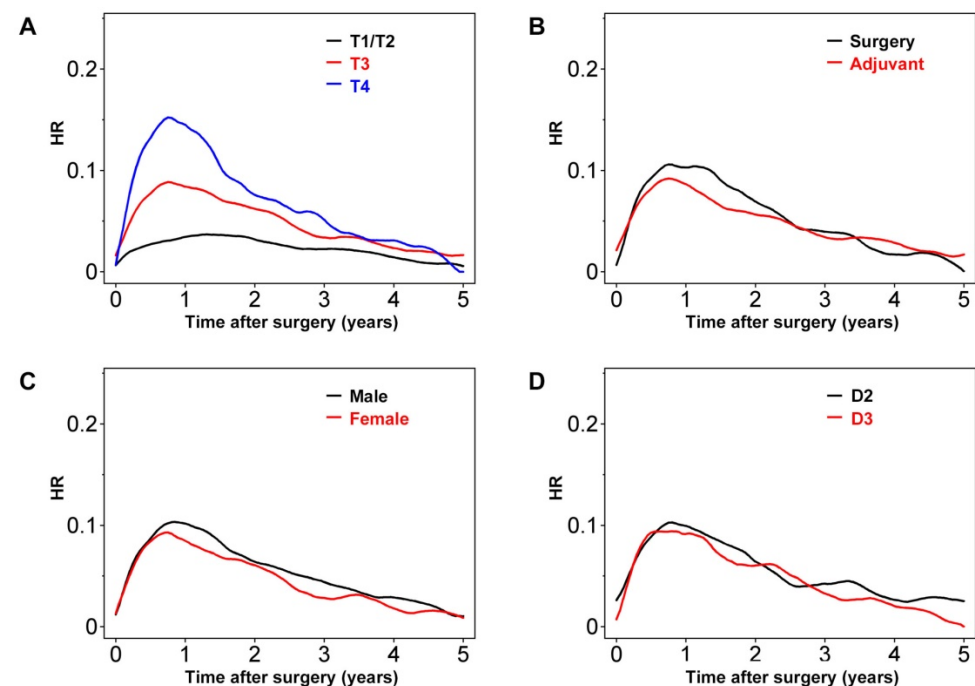 A
T1/T2
T3
T4
HR
0.2
0.1
0
0 1 2 3 4 5
Time after surgery (years)
B
Surgery
Adjuvant
HR
0.2
0.1
0
0 1 2 3 4 5
Time after surgery (years)
C
Male
Female
HR
0.2
0.1
0
0 1 2 3 4 5
Time after surgery (years)
D
D2
D3
HR
0.2
0.1
0
0 1 2 3 4 5
Time after surgery (years)